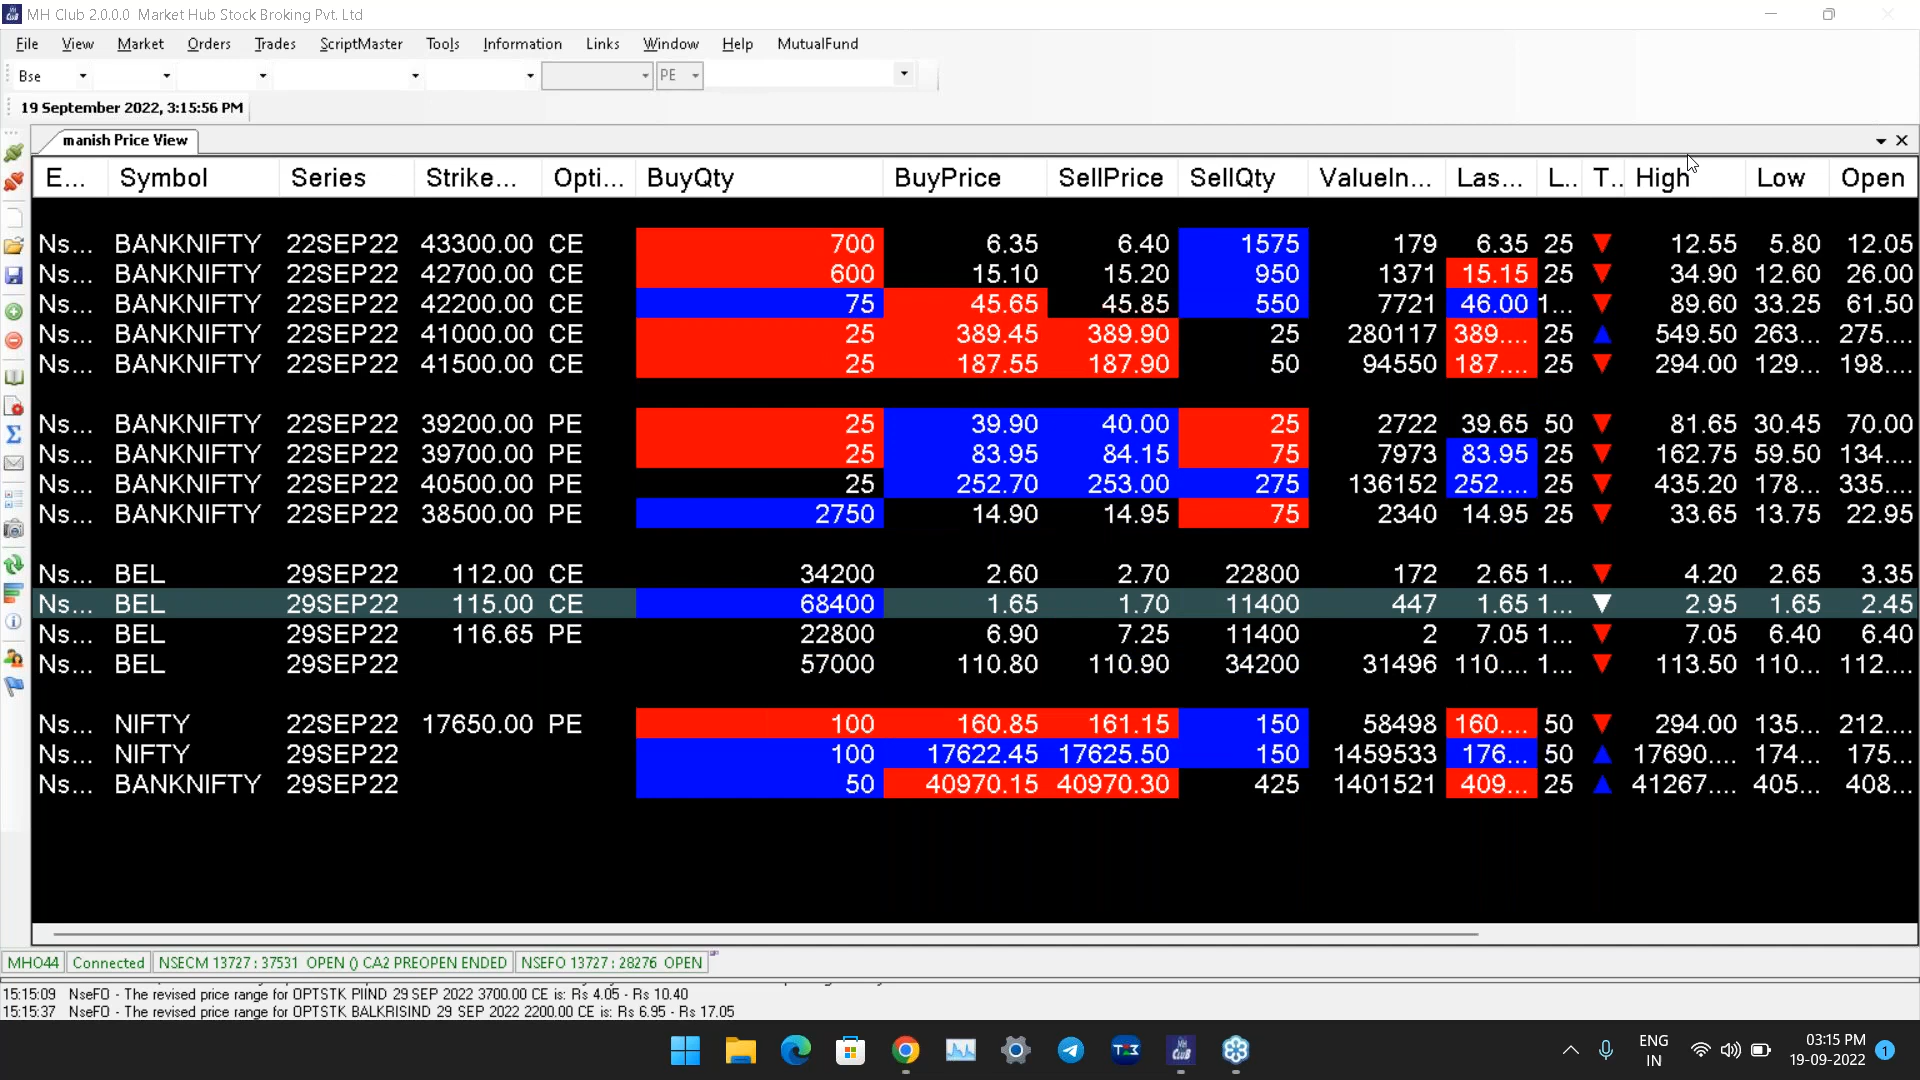 MH Club 2.0.0.0 Market Hub Stock Broking Pvt. Ltd
File View Market Orders Trades ScriptMaster Tools Information Links Window Help MutualFund
Bse PE
19 September 2022, 3:15:56 PM
manish Price View
E... Symbol Series Strike... Opti... BuyQty BuyPrice SellPrice SellQty ValueIn... Las... L.. T.. High Low Open
Ns... BANKNIFTY 22SEP22 43300.00 CE 700 6.35 6.40 1575 179 6.35 25 ▼ 12.55 5.80 12.05
Ns... BANKNIFTY 22SEP22 42700.00 CE 600 15.10 15.20 950 1371 15.15 25 ▼ 34.90 12.60 26.00
Ns... BANKNIFTY 22SEP22 42200.00 CE 75 45.65 45.85 550 7721 46.00 1... ▼ 89.60 33.25 61.50
Ns... BANKNIFTY 22SEP22 41000.00 CE 25 389.45 389.90 25 280117 389.... 25 ▲ 549.50 263... 275....
Ns... BANKNIFTY 22SEP22 41500.00 CE 25 187.55 187.90 50 94550 187.... 25 ▼ 294.00 129... 198....
Ns... BANKNIFTY 22SEP22 39200.00 PE 25 39.90 40.00 25 2722 39.65 50 ▼ 81.65 30.45 70.00
Ns... BANKNIFTY 22SEP22 39700.00 PE 25 83.95 84.15 75 7973 83.95 25 ▼ 162.75 59.50 134....
Ns... BANKNIFTY 22SEP22 40500.00 PE 25 252.70 253.00 275 136152 252.... 25 ▼ 435.20 178... 335....
Ns... BANKNIFTY 22SEP22 38500.00 PE 2750 14.90 14.95 75 2340 14.95 25 ▼ 33.65 13.75 22.95
Ns... BEL 29SEP22 112.00 CE 34200 2.60 2.70 22800 172 2.65 1... ▼ 4.20 2.65 3.35
Ns... BEL 29SEP22 115.00 CE 68400 1.65 1.70 11400 447 1.65 1... ▼ 2.95 1.65 2.45
Ns... BEL 29SEP22 116.65 PE 22800 6.90 7.25 11400 2 7.05 1... ▼ 7.05 6.40 6.40
Ns... BEL 29SEP22 57000 110.80 110.90 34200 31496 110.... 1... ▼ 113.50 110... 112....
Ns... NIFTY 22SEP22 17650.00 PE 100 160.85 161.15 150 58498 160.... 50 ▼ 294.00 135... 212....
Ns... NIFTY 29SEP22 100 17622.45 17625.50 150 1459533 176... 50 ▲ 17690.... 174... 175...
Ns... BANKNIFTY 29SEP22 50 40970.15 40970.30 425 1401521 409... 25 ▲ 41267.... 405... 408...
MHO44 Connected NSECM 13727 : 37531 OPEN () CA2 PREOPEN ENDED NSEFO 13727 : 28276 OPEN
15:15:09 NseFO - The revised price range for OPTSTK PIIND 29 SEP 2022 3700.00 CE is: Rs 4.05 - Rs 10.40
15:15:37 NseFO - The revised price range for OPTSTK BALKRISIND 29 SEP 2022 2200.00 CE is: Rs 6.95 - Rs 17.05
ENG
IN
03:15 PM
19-09-2022
1